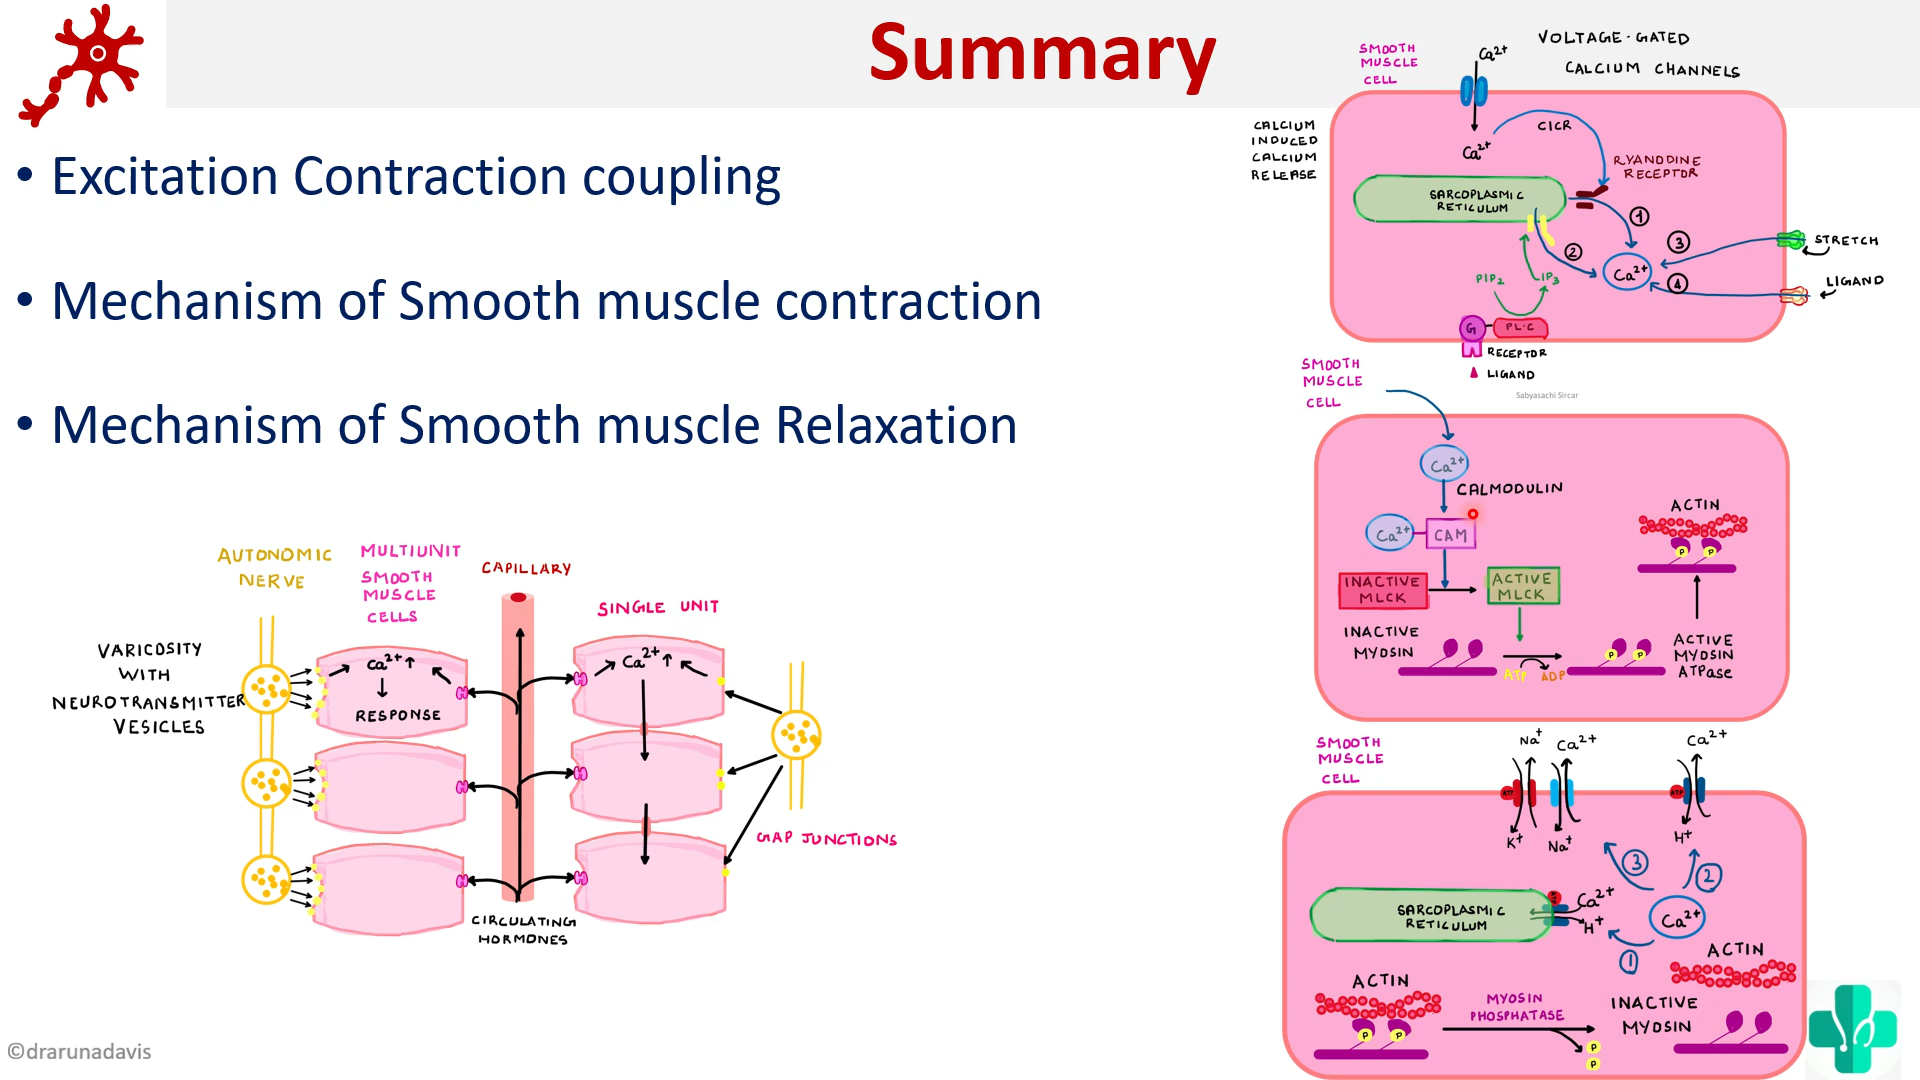 Summary
• Excitation Contraction coupling
• Mechanism of Smooth muscle contraction
• Mechanism of Smooth muscle Relaxation
AUTONOMIC
NERVE
MULTIUNIT
SMOOTH
MUSCLE
CELLS
CAPILLARY
SINGLE UNIT
VARICOSITY
WITH
NEUROTRANSMITTER
VESICLES
Ca²⁺↑
RESPONSE
Ca²⁺↑
GAP JUNCTIONS
CIRCULATING
HORMONES
©drarunadavis
SMOOTH
MUSCLE
CELL
Ca²⁺
VOLTAGE-GATED
CALCIUM CHANNELS
CALCIUM
INDUCED
CALCIUM
RELEASE
Ca²⁺
CICR
RYANODINE
RECEPTOR
SARCOPLASMIC
RETICULUM
1
2
3
4
Ca²⁺
STRETCH
LIGAND
PIP₂
IP₃
G
PL-C
RECEPTOR
LIGAND
Sabyasachi Sircar
SMOOTH
MUSCLE
CELL
Ca²⁺
CALMODULIN
Ca²⁺
CAM
INACTIVE
MLCK
ACTIVE
MLCK
ACTIN
P P
INACTIVE
MYOSIN
ATP
ADP
P P
ACTIVE
MYOSIN
ATPase
SMOOTH
MUSCLE
CELL
Na⁺
Ca²⁺
Ca²⁺
ATP
ATP
K⁺
Na⁺
H⁺
3
2
SARCOPLASMIC
RETICULUM
Ca²⁺
H⁺
Ca²⁺
1
ACTIN
ACTIN
P P
MYOSIN
PHOSPHATASE
P
P
INACTIVE
MYOSIN